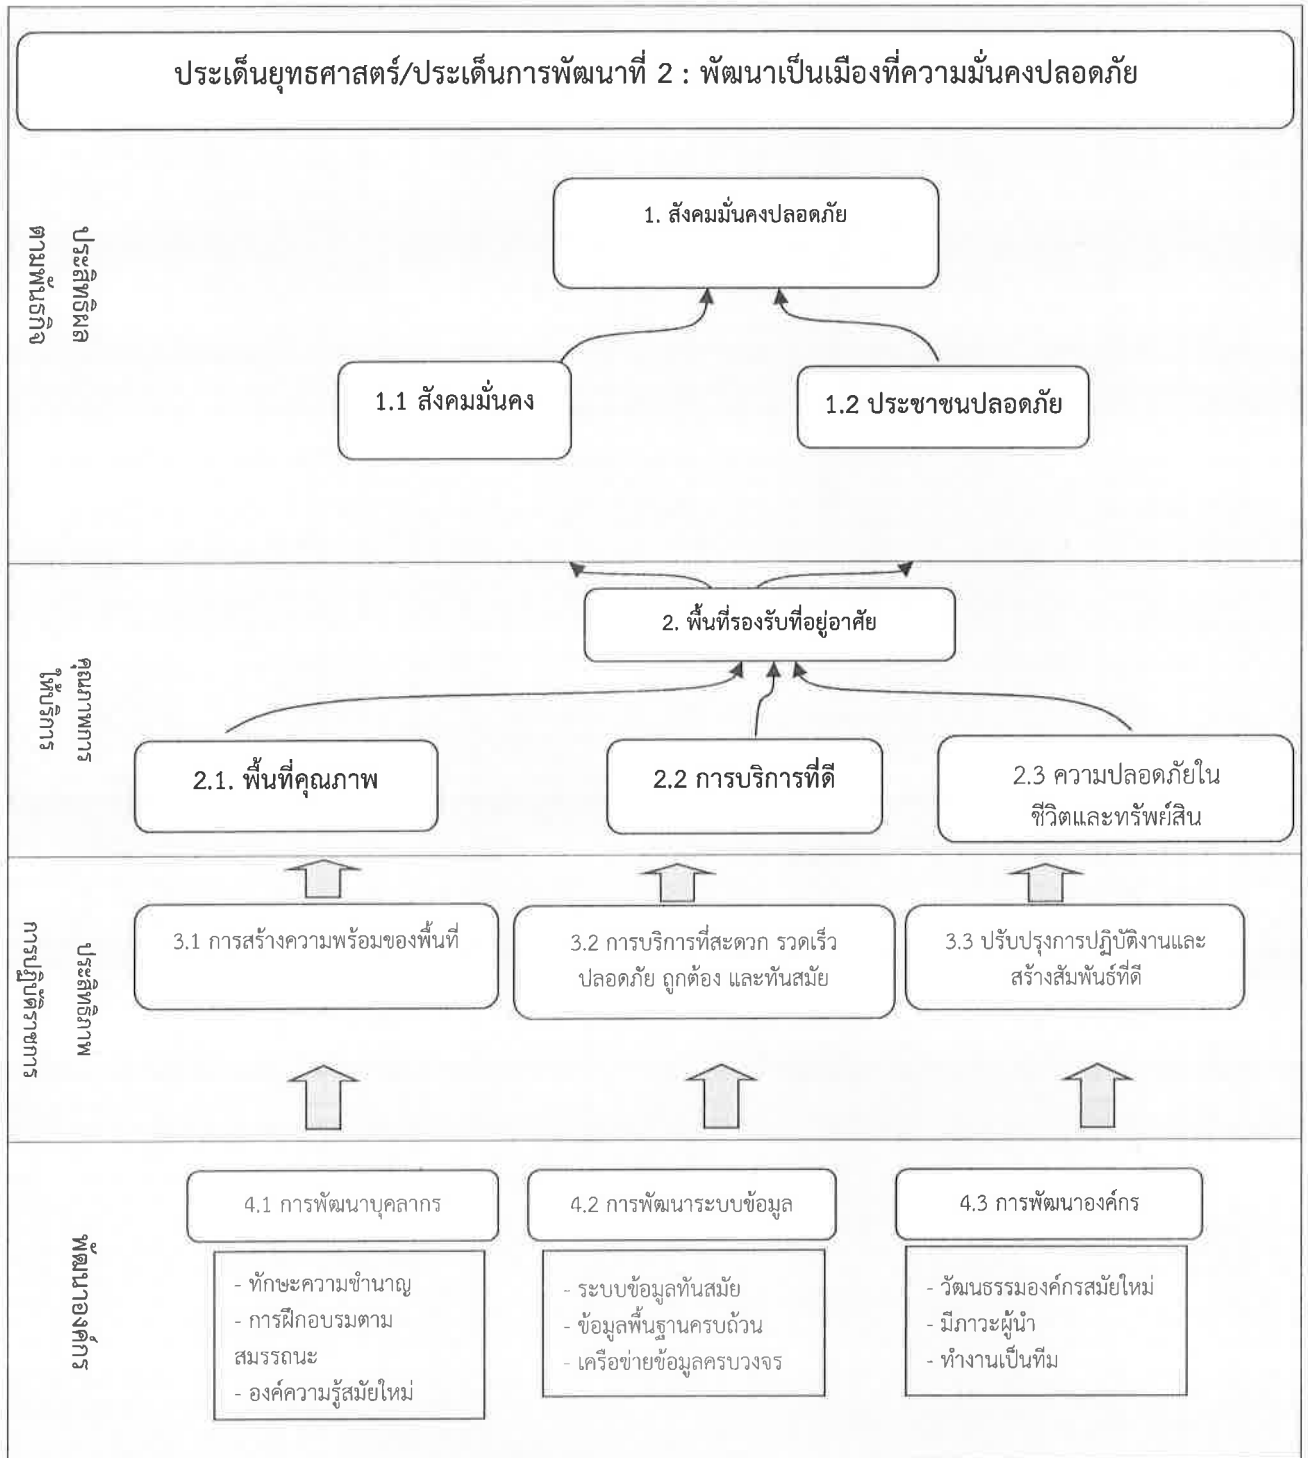 ประเด็นยุทธศาสตร์/ประเด็นการพัฒนาที่ 2 : พัฒนาเป็นเมืองที่ความมั่นคงปลอดภัย
ประสิทธิผล
ตามพันธกิจ
1. สังคมมั่นคงปลอดภัย
1.1 สังคมมั่นคง
1.2 ประชาชนปลอดภัย
คุณภาพการ
ให้บริการ
2. พื้นที่รองรับที่อยู่อาศัย
2.1. พื้นที่คุณภาพ
2.2 การบริการที่ดี
2.3 ความปลอดภัยใน
ชีวิตและทรัพย์สิน
ประสิทธิภาพ
การปฏิบัติราชการ
3.1 การสร้างความพร้อมของพื้นที่
3.2 การบริการที่สะดวก รวดเร็ว
ปลอดภัย ถูกต้อง และทันสมัย
3.3 ปรับปรุงการปฏิบัติงานและ
สร้างสัมพันธ์ที่ดี
พัฒนาองค์กร
4.1 การพัฒนาบุคลากร
- ทักษะความชำนาญ
- การฝึกอบรมตาม
สมรรถนะ
- องค์ความรู้สมัยใหม่
4.2 การพัฒนาระบบข้อมูล
- ระบบข้อมูลทันสมัย
- ข้อมูลพื้นฐานครบถ้วน
- เครือข่ายข้อมูลครบวงจร
4.3 การพัฒนาองค์กร
- วัฒนธรรมองค์กรสมัยใหม่
- มีภาวะผู้นำ
- ทำงานเป็นทีม